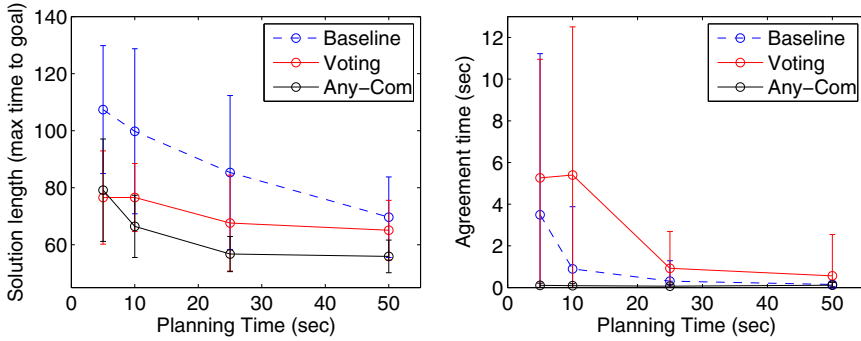 Solution length (max time to goal)
140
120
100
80
60
0 10 20 30 40 50
Planning Time (sec)
Baseline
Voting
Any−Com
Agreement time (sec)
12
10
8
6
4
2
0
0 10 20 30 40 50
Planning Time (sec)
Baseline
Voting
Any−Com